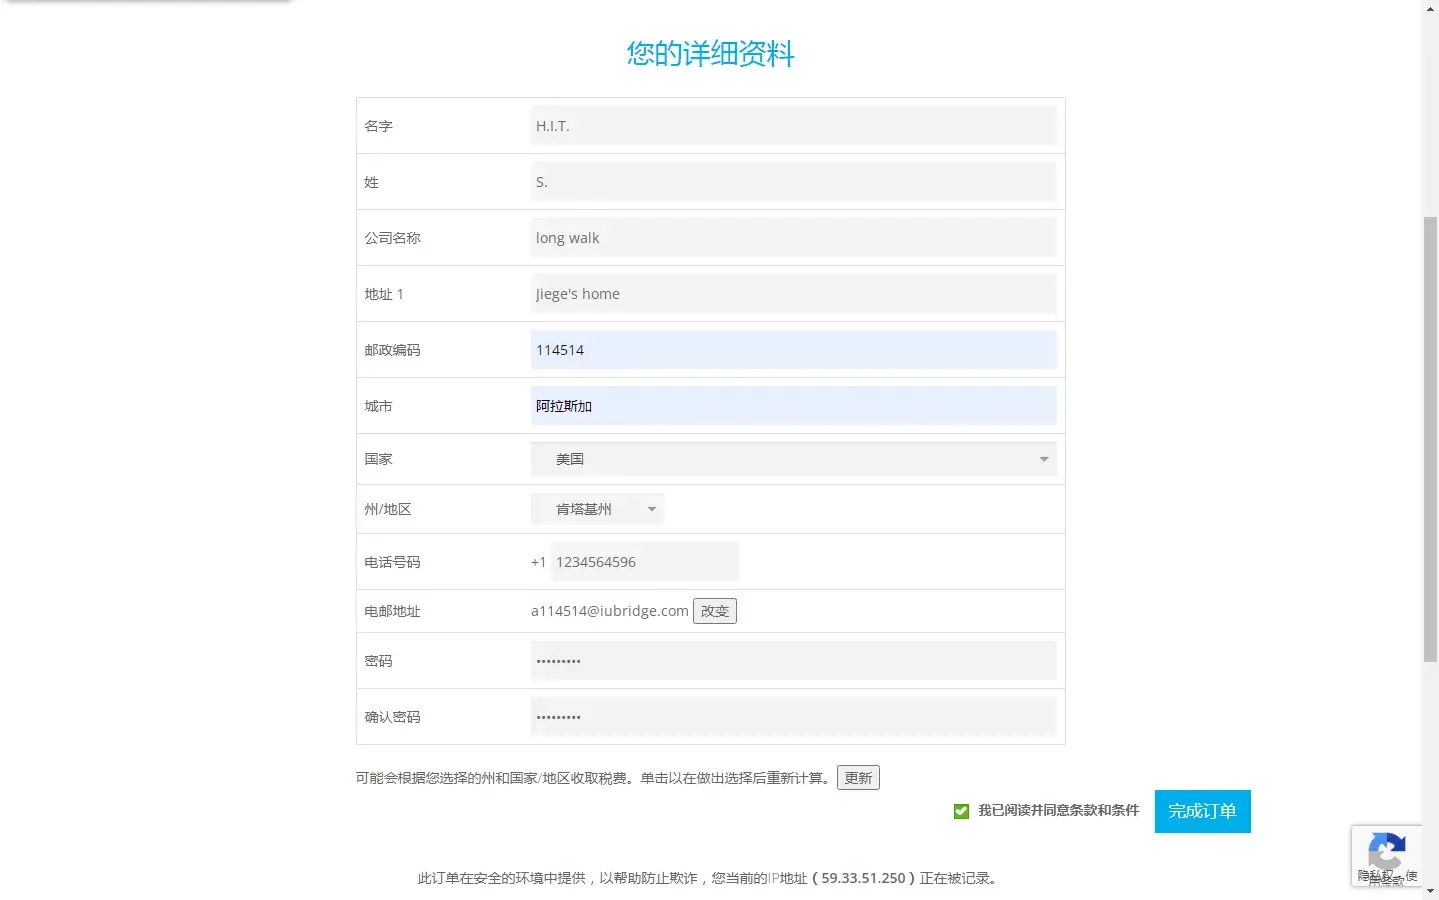 您的详细资料
名字 H.I.T.
姓 S.
公司名称 long walk
地址 1 Jiege's home
邮政编码 114514
城市 阿拉斯加
国家 美国
州/地区 肯塔基州
电话号码 +1 1234564596
电邮地址 a114514@iubridge.com 改变
密码 •••••••••
确认密码 •••••••••
可能会根据您选择的州和国家/地区收取税费。单击以在做出选择后重新计算。 更新
我已阅读并同意条款和条件 完成订单
隐私权 - 使
用条款
此订单在安全的环境中提供，以帮助防止欺诈，您当前的IP地址（59.33.51.250）正在被记录。